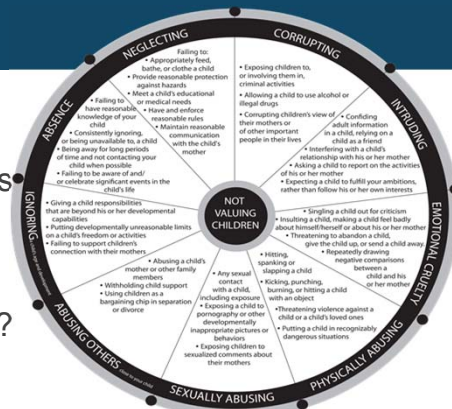 NEGLECTING
Failing to:
• Appropriately feed,
bathe, or clothe a child
• Provide reasonable protection
against hazards
• Meet a child's educational
or medical needs
• Have and enforce
reasonable rules
• Maintain reasonable
communication
with the child's
mother
CORRUPTING
• Exposing children to,
or involving them in,
criminal activities
• Allowing a child to use alcohol or
illegal drugs
• Corrupting children's view of
their mothers or
of other important
people in their lives
INTRUDING
• Confiding
adult information
in a child, relying on a
child as a friend
• Interfering with a child's
relationship with his or her mother
• Asking a child to report on the activities
of his or her mother
• Expecting a child to fulfill your ambitions,
rather than follow his or her own interests
EMOTIONAL CRUELTY
• Singling a child out for criticism
• Insulting a child, making a child feel badly
about himself/herself or about his or her mother
• Threatening to abandon a child,
give the child up, or send a child away.
• Repeatedly drawing
negative comparisons
between a
child and his
or her mother
PHYSICALLY ABUSING
• Hitting,
spanking or
slapping a child
• Kicking, punching,
burning, or hitting a child
with an object
•Threatening violence against a
child or a child's loved ones
• Putting a child in recognizably
dangerous situations
SEXUALLY ABUSING
• Any sexual
contact with
a child,
including exposure
• Exposing a child to
pornography or other
developmentally
inappropriate pictures or
behaviors
• Exposing children to
sexualized comments about
their mothers
ABUSING OTHERS
close to your child
• Abusing a child's
mother or other family
members
• Withholding child support
• Using children as a
bargaining chip in separation
or divorce
IGNORING
• Giving a child responsibilities
that are beyond his or her developmental
capabilities
• Putting developmentally unreasonable limits
on a child's freedom or activities
• Failing to support children's
connection with their mothers
ABSENCE
• Failing to
have reasonable
knowledge of your
child
• Consistently ignoring,
or being unavailable to, a child
• Being away for long periods
of time and not contacting your
child when possible
• Failing to be aware of and/
or celebrate significant events in the
child's life
NOT
VALUING
CHILDREN
s
?